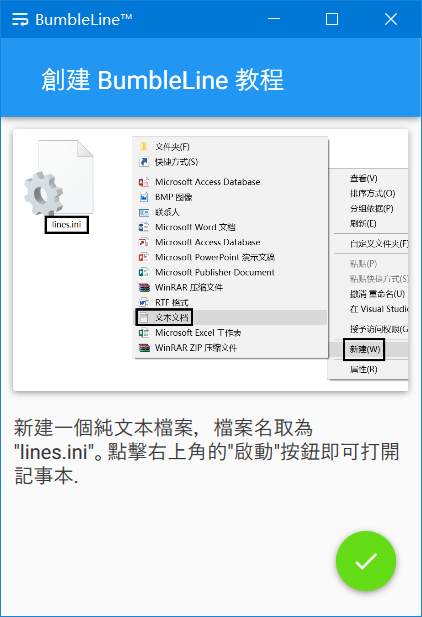 BumbleLine™
創建 BumbleLine 教程
lines.ini
文件夹(F)
快捷方式(S)
Microsoft Access Database
BMP 图像
联系人
Microsoft Word 文档
Microsoft Access Database
Microsoft PowerPoint 演示文稿
Microsoft Publisher Document
WinRAR 压缩文件
RTF 格式
文本文档
Microsoft Excel 工作表
WinRAR ZIP 压缩文件
查看(V)
排序方式(O)
分组依据(P)
刷新(E)
自定义文件夹(F)
粘贴(P)
粘贴快捷方式(S)
撤消 重命名(U)
在 Visual Studio
授予访问权限(G
新建(W)
属性(R)
新建一個純文本檔案，檔案名取為
"lines.ini"。點擊右上角的"啟動"按鈕即可打開
記事本.